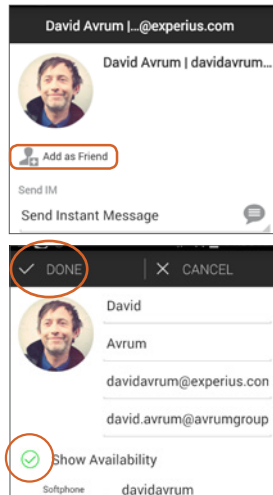 David Avrum |...@experius.com
David Avrum | davidavrum...
Add as Friend
Send IM
Send Instant Message
DONE
CANCEL
David
Avrum
davidavrum@experius.con
david.avrum@avrumgroup
Show Availability
Softphone davidavrum